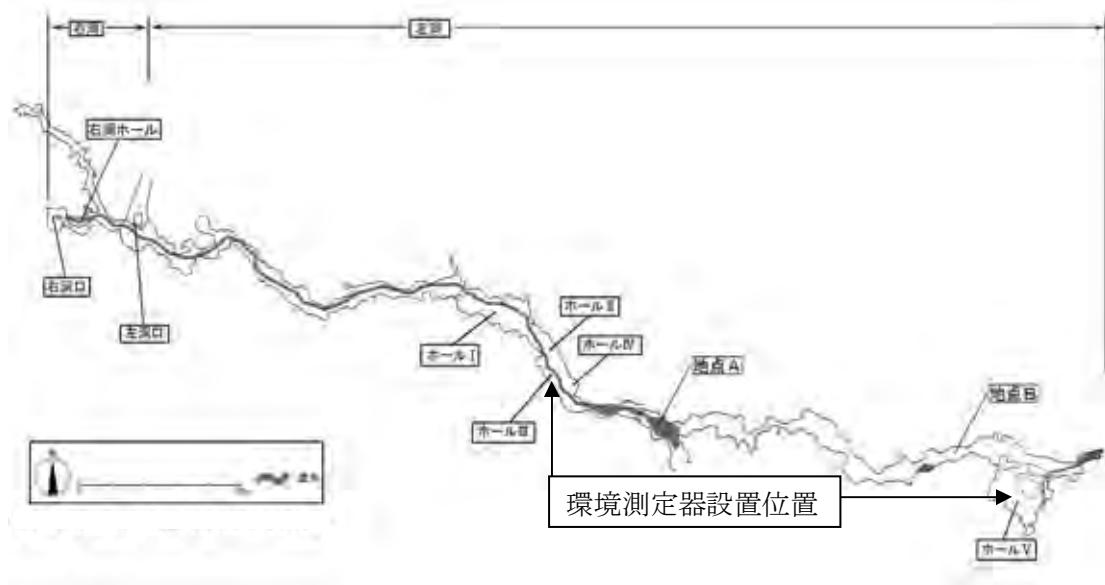 右洞
左洞
右洞ホール
右洞口
左洞口
ホールⅠ
ホールⅡ
ホールⅣ
ホールⅢ
地点A
地点B
環境測定器設置位置
ホールⅤ